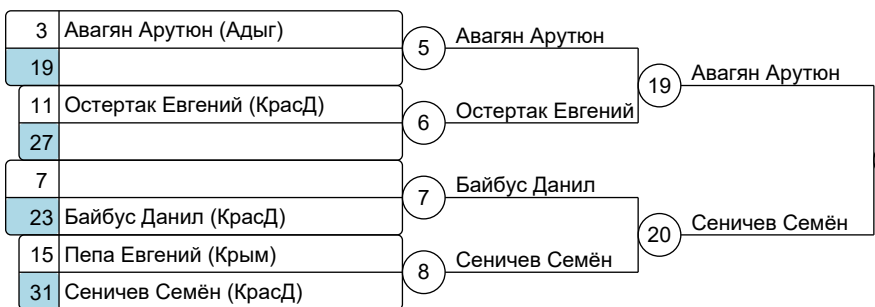 3 Авагян Арутюн (Адыг)
19
5 Авагян Арутюн
11 Остертак Евгений (КрасД)
27
6 Остертак Евгений
19 Авагян Арутюн
7
23 Байбус Данил (КрасД)
7 Байбус Данил
15 Пепа Евгений (Крым)
31 Сеничев Семён (КрасД)
8 Сеничев Семён
20 Сеничев Семён